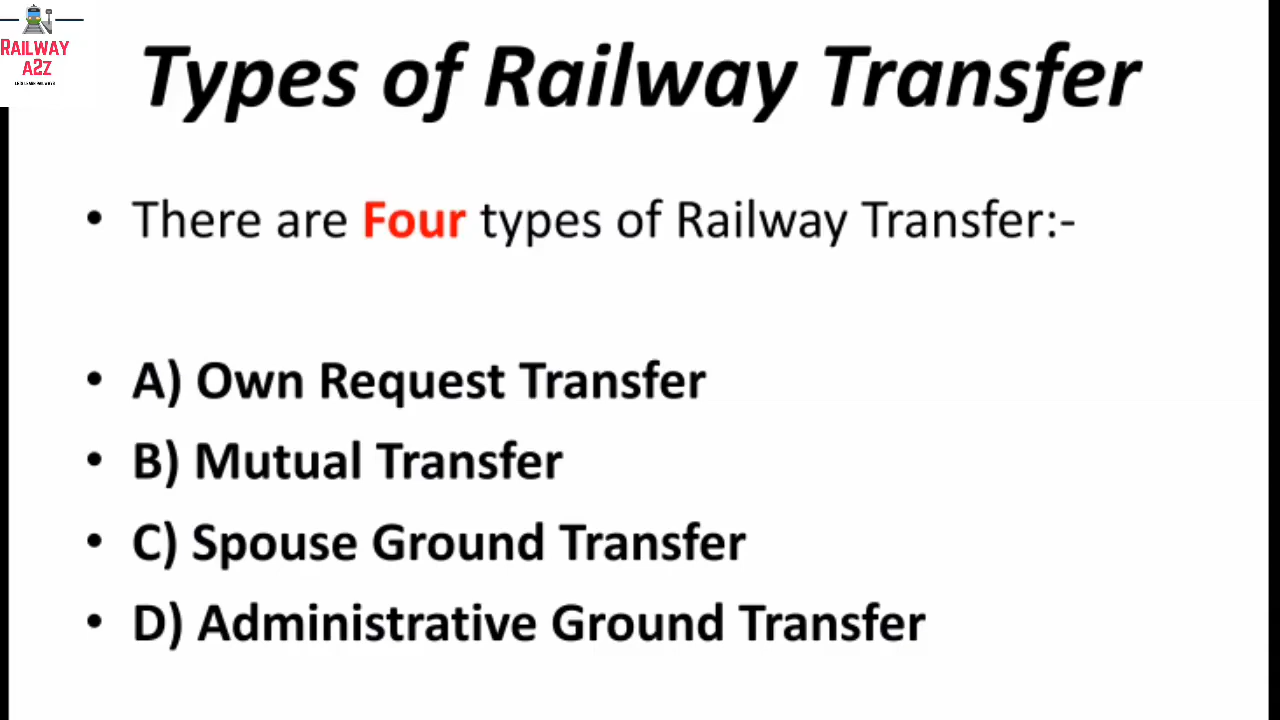 RAILWAY
A2Z
Types of Railway Transfer
• There are Four types of Railway Transfer:-
• A) Own Request Transfer
• B) Mutual Transfer
• C) Spouse Ground Transfer
• D) Administrative Ground Transfer